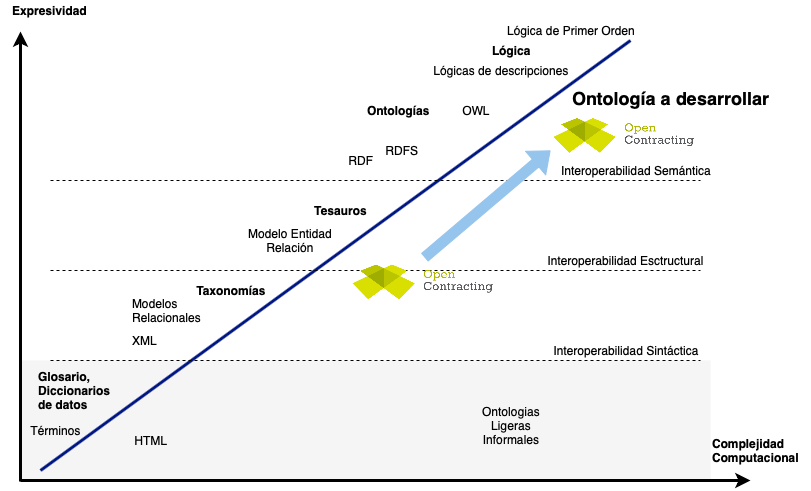 Expresividad
Lógica de Primer Orden
Lógica
Lógicas de descripciones
Ontología a desarrollar
Ontologías
OWL
Open
Contracting
RDFS
RDF
Interoperabilidad Semántica
Tesauros
Modelo Entidad
Relación
Interoperabilidad Esctructural
Open
Contracting
Taxonomías
Modelos
Relacionales
XML
Interoperabilidad Sintáctica
Glosario,
Diccionarios
de datos
Términos
HTML
Ontologias
Ligeras
Informales
Complejidad
Computacional